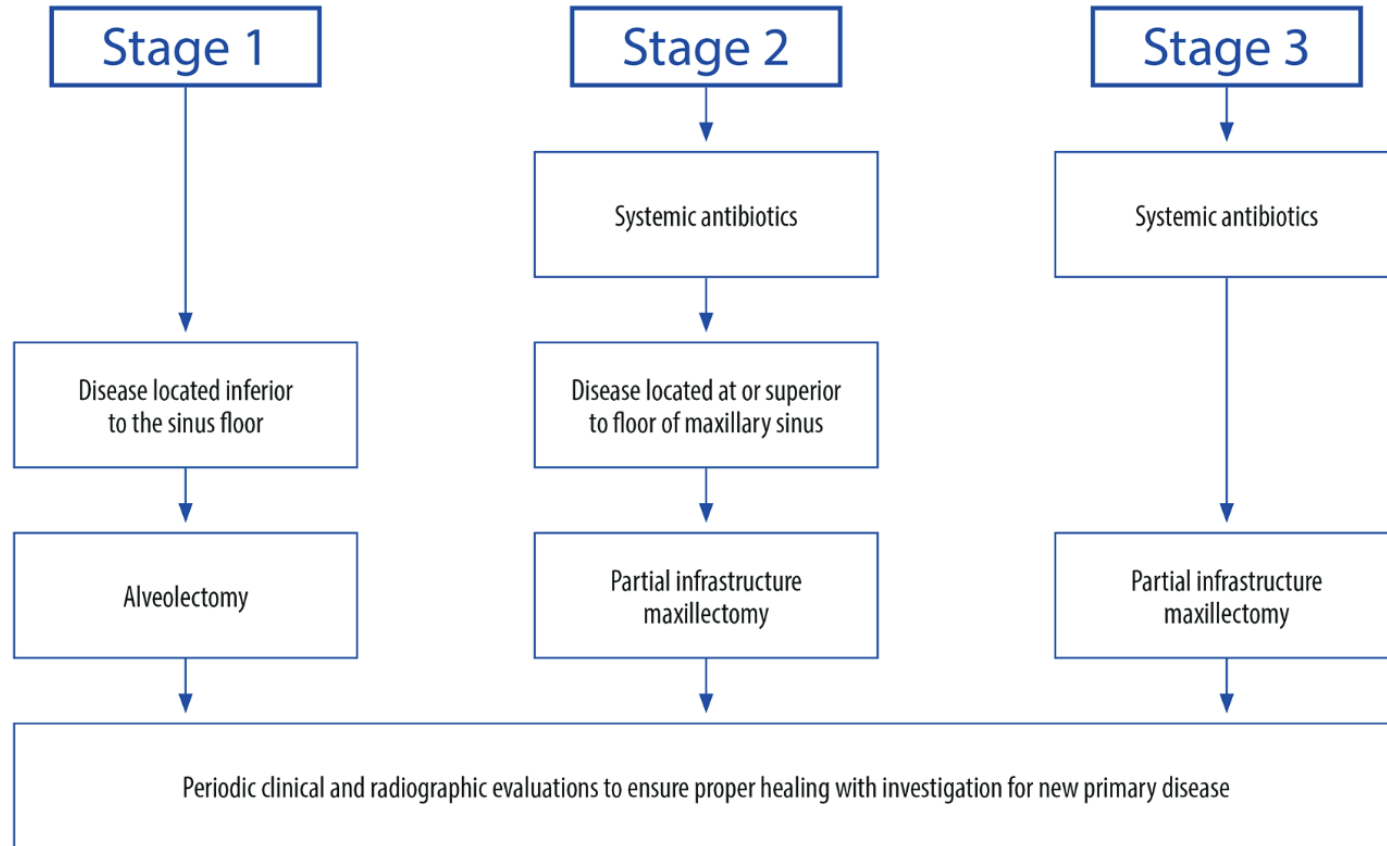 Stage 1
Stage 2
Stage 3
Systemic antibiotics
Systemic antibiotics
Disease located inferior
to the sinus floor
Disease located at or superior
to floor of maxillary sinus
Alveolectomy
Partial infrastructure
maxillectomy
Partial infrastructure
maxillectomy
Periodic clinical and radiographic evaluations to ensure proper healing with investigation for new primary disease